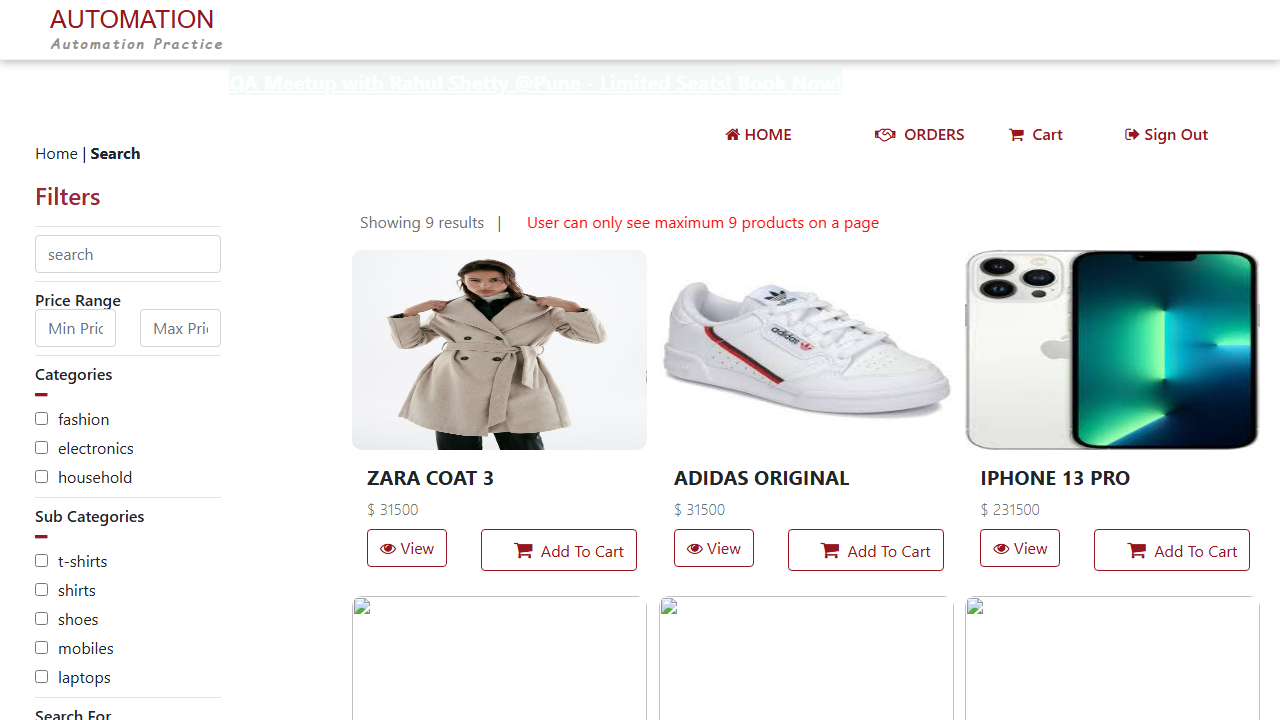 AUTOMATION
Automation Practice
QA Meetup with Rahul Shetty @Pune - Limited Seats! Book Now!
HOME
ORDERS
Cart
Sign Out
Home | Search
Filters
search
Price Range
Min Pric
Max Pri
Categories
fashion
electronics
household
Sub Categories
t-shirts
shirts
shoes
mobiles
laptops
Search For
Showing 9 results |
User can only see maximum 9 products on a page
adidas
ZARA COAT 3
$ 31500
View
Add To Cart
ADIDAS ORIGINAL
$ 31500
View
Add To Cart
IPHONE 13 PRO
$ 231500
View
Add To Cart